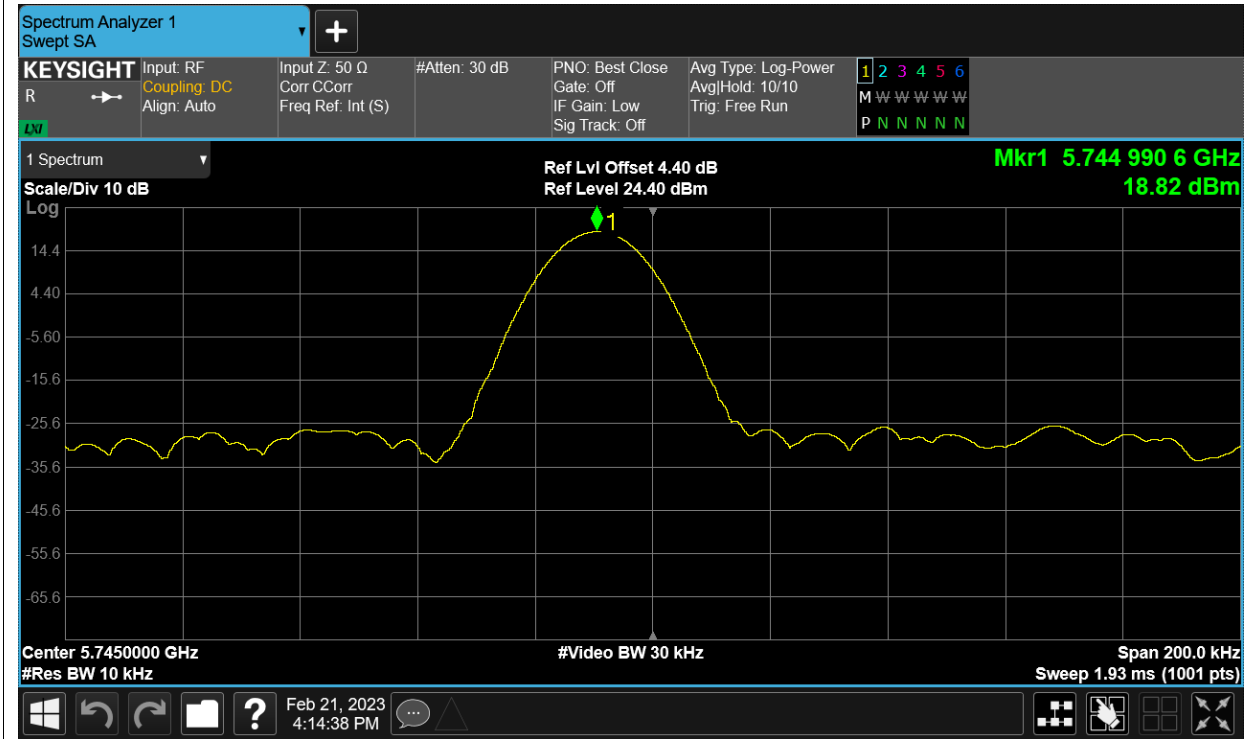 Spectrum Analyzer 1
Swept SA
KEYSIGHT
R
LXI
Input: RF
Coupling: DC
Align: Auto
Input Z: 50 Ω
Corr CCorr
Freq Ref: Int (S)
#Atten: 30 dB
PNO: Best Close
Gate: Off
IF Gain: Low
Sig Track: Off
Avg Type: Log-Power
Avg|Hold: 10/10
Trig: Free Run
1 2 3 4 5 6
M W W W W W
P N N N N N
1 Spectrum
Scale/Div 10 dB
Log
Ref Lvl Offset 4.40 dB
Ref Level 24.40 dBm
Mkr1 5.744 990 6 GHz
18.82 dBm
1
14.4
4.40
-5.60
-15.6
-25.6
-35.6
-45.6
-55.6
-65.6
Center 5.7450000 GHz
#Res BW 10 kHz
#Video BW 30 kHz
Span 200.0 kHz
Sweep 1.93 ms (1001 pts)
?
Feb 21, 2023
4:14:38 PM